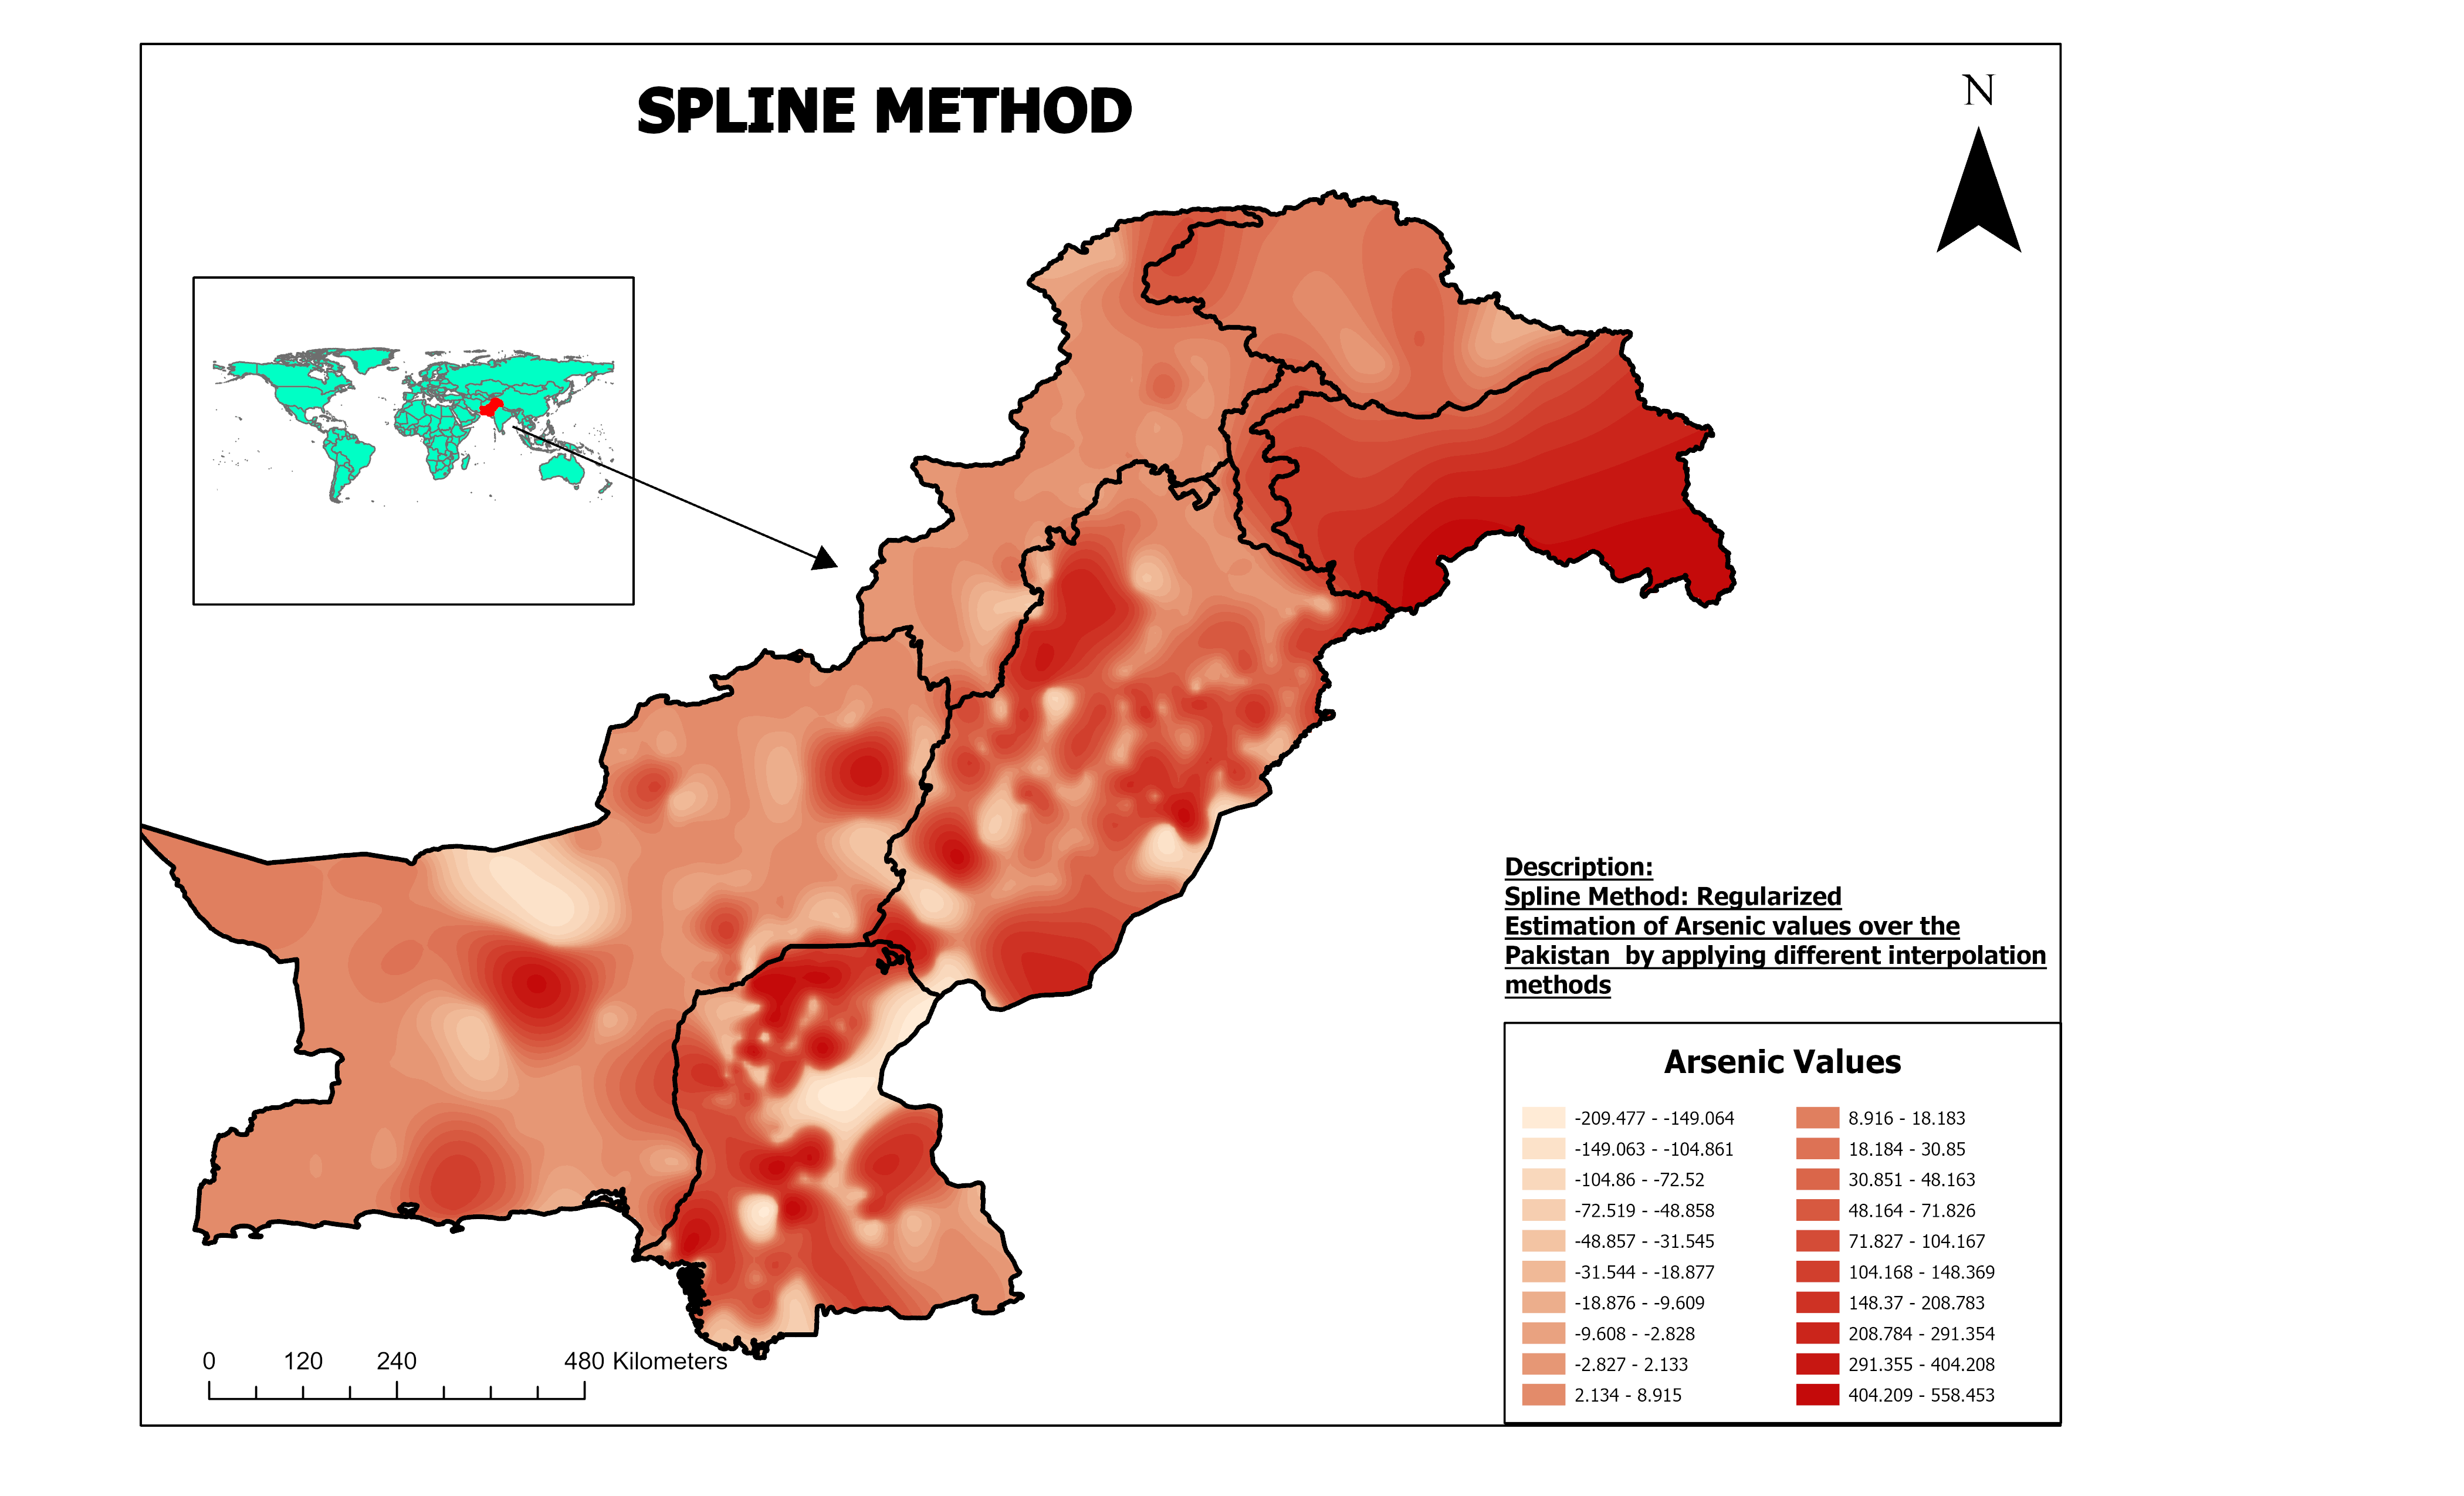 SPLINE METHOD
N
Description:
Spline Method: Regularized
Estimation of Arsenic values over the
Pakistan  by applying different interpolation
methods
Arsenic Values
-209.477 - -149.064
-149.063 - -104.861
-104.86 - -72.52
-72.519 - -48.858
-48.857 - -31.545
-31.544 - -18.877
-18.876 - -9.609
-9.608 - -2.828
-2.827 - 2.133
2.134 - 8.915
8.916 - 18.183
18.184 - 30.85
30.851 - 48.163
48.164 - 71.826
71.827 - 104.167
104.168 - 148.369
148.37 - 208.783
208.784 - 291.354
291.355 - 404.208
404.209 - 558.453
0 120 240 480 Kilometers